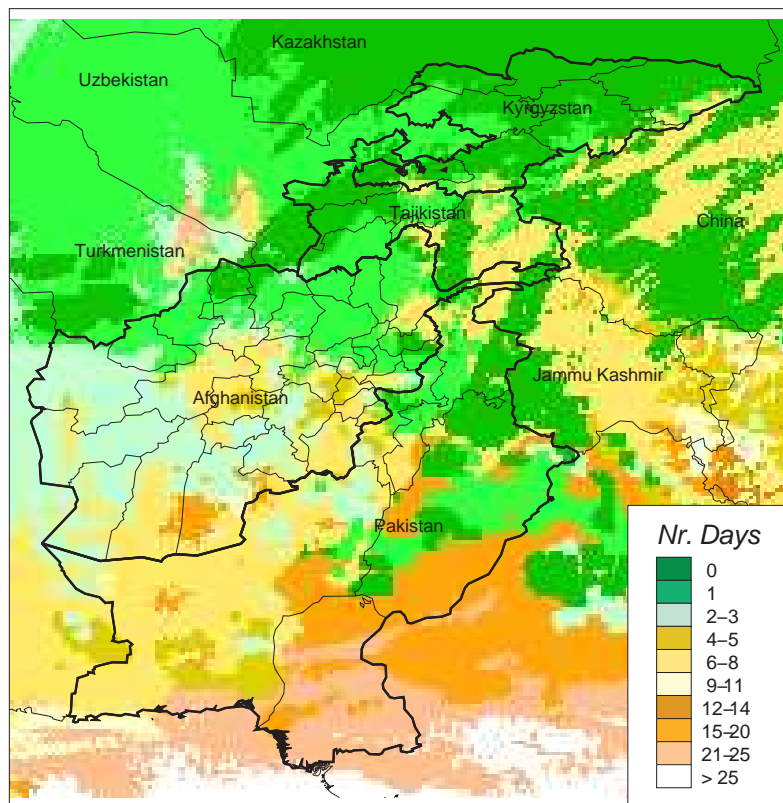 Kazakhstan
Uzbekistan
Kyrgyzstan
Tajikistan
China
Turkmenistan
Jammu Kashmir
Afghanistan
Pakistan
Nr. Days
0
1
2–3
4–5
6–8
9–11
12–14
15–20
21–25
> 25